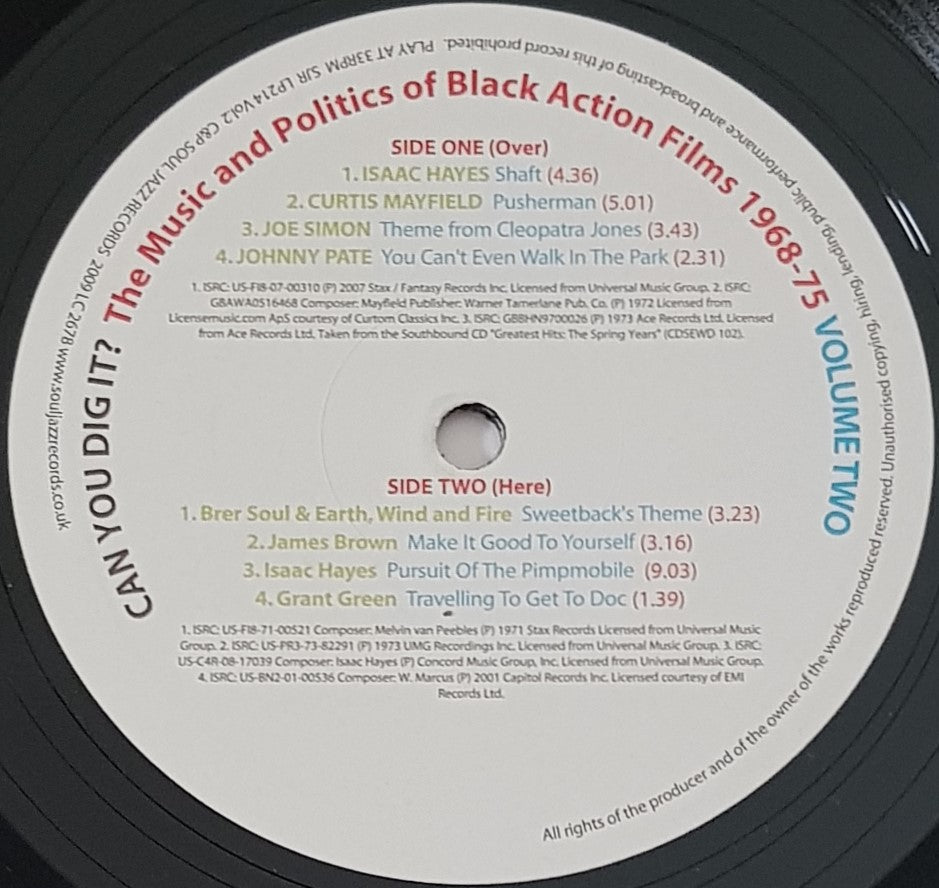 CAN YOU DIG IT? The Music and Politics of Black Action Films 1968-75 VOLUME TWO
SIDE ONE (Over)
1. ISAAC HAYES Shaft (4.36)
2. CURTIS MAYFIELD Pusherman (5.01)
3. JOE SIMON Theme from Cleopatra Jones (3.43)
4. JOHNNY PATE You Can't Even Walk In The Park (2.31)
1. ISRC: US-FI8-07-00310 (P) 2007 Stax / Fantasy Records Inc, Licensed from Universal Music Group. 2. ISRC:
GBAWA0516468 Composer: Mayfield Publisher: Warner Tamerlane Pub. Co. (P) 1972 Licensed from
Licensemusic.com ApS courtesy of Curtom Classics Inc. 3. ISRC: GBBHN9700026 (P) 1973 Ace Records Ltd. Licensed
from Ace Records Ltd, Taken from the Southbound CD "Greatest Hits: The Spring Years" (CDSEWD 102).
SIDE TWO (Here)
1. Brer Soul & Earth, Wind and Fire Sweetback's Theme (3.23)
2. James Brown Make It Good To Yourself (3.16)
3. Isaac Hayes Pursuit Of The Pimpmobile (9.03)
4. Grant Green Travelling To Get To Doc (1.39)
1. ISRC: US-FI8-71-00521 Composer: Melvin van Peebles (P) 1971 Stax Records Licensed from Universal Music
Group. 2. ISRC: US-PR3-73-82291 (P) 1973 UMG Recordings Inc. Licensed from Universal Music Group. 3. ISRC:
US-C4R-08-17039 Composer: Isaac Hayes (P) Concord Music Group, Inc. Licensed from Universal Music Group.
4. ISRC: US-BN2-01-00536 Composer: W. Marcus (P) 2001 Capitol Records Inc. Licensed courtesy of EMI
Records Ltd.
All rights of the producer and of the owner of the works reproduced reserved. Unauthorised copying, hiring, lending, public performance and broadcasting of this record prohibited. PLAY AT 33RPM SJR LP214 Vol.2 C&P SOUL JAZZ RECORDS 2009 LC 2678 www.souljazzrecords.co.uk